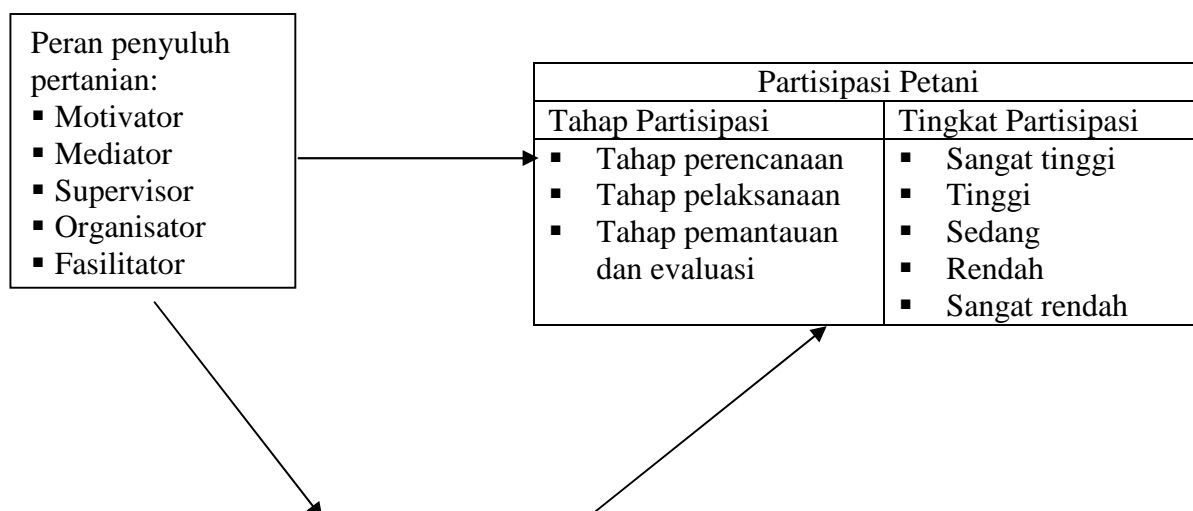 Peran penyuluh
pertanian:
▪ Motivator
▪ Mediator
▪ Supervisor
▪ Organisator
▪ Fasilitator
Partisipasi Petani
Tahap Partisipasi
▪ Tahap perencanaan
▪ Tahap pelaksanaan
▪ Tahap pemantauan
dan evaluasi
Tingkat Partisipasi
▪ Sangat tinggi
▪ Tinggi
▪ Sedang
▪ Rendah
▪ Sangat rendah